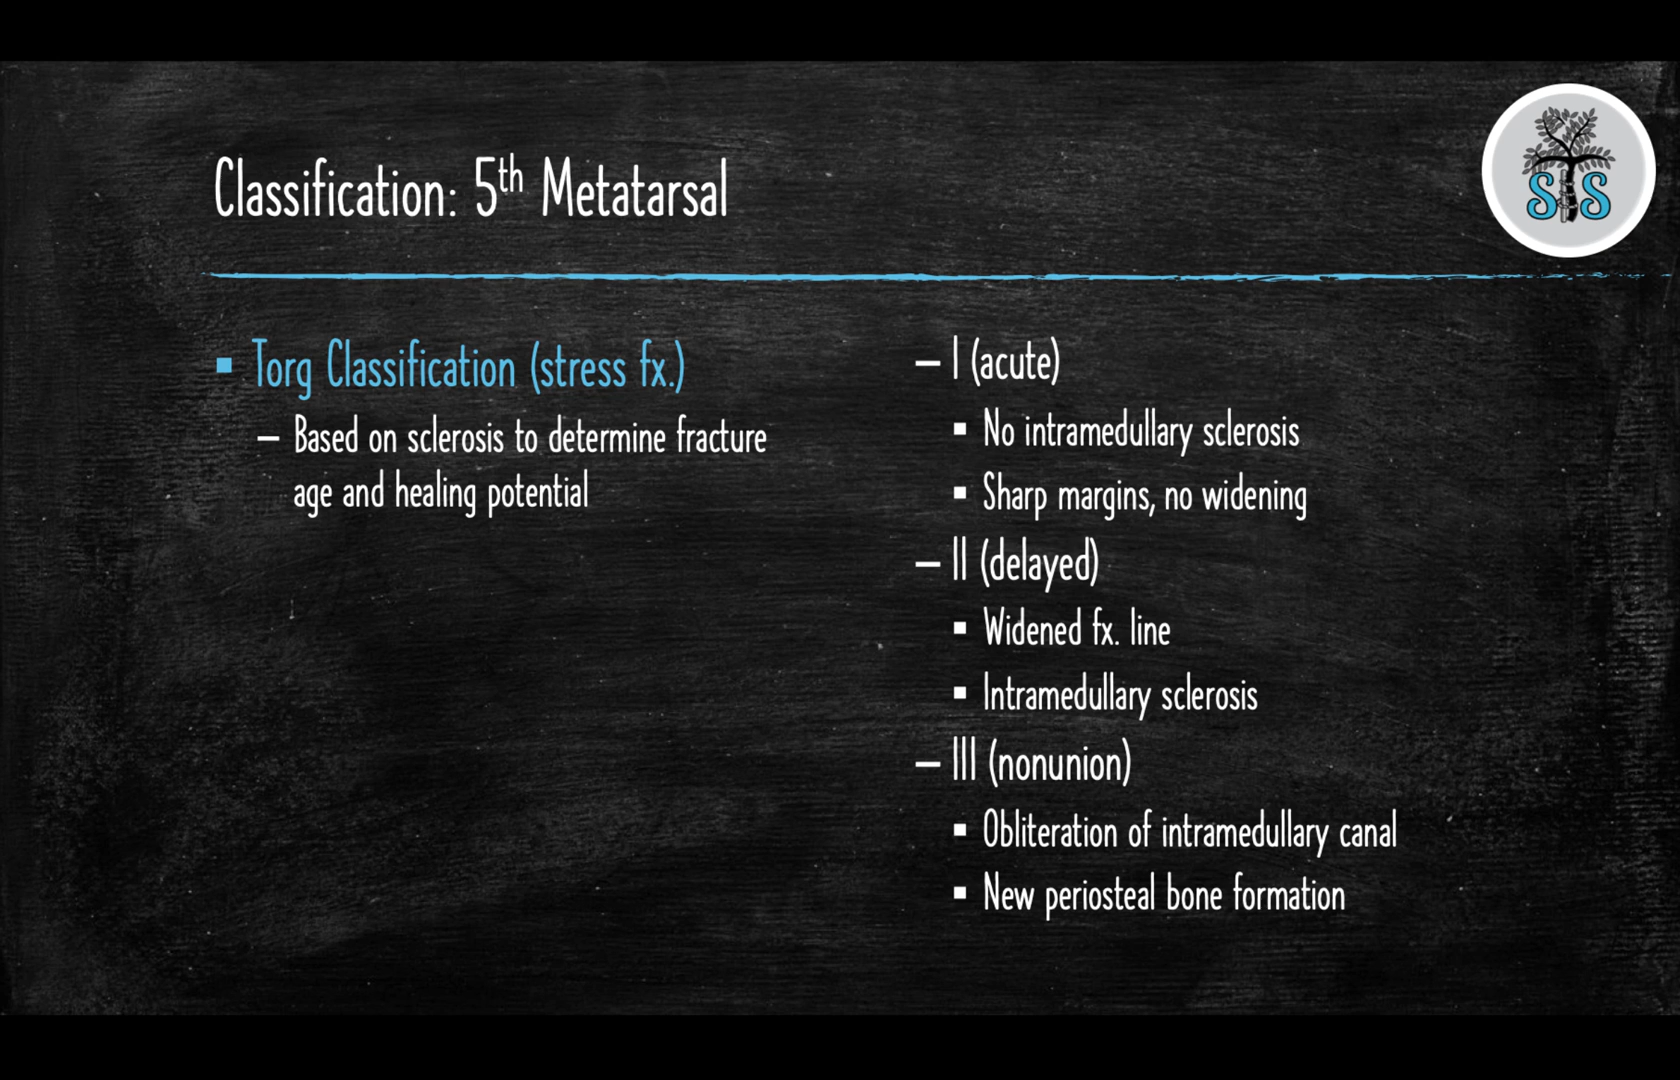 Classification: 5th Metatarsal
STS
▪ Torg Classification (stress fx.)
– Based on sclerosis to determine fracture
age and healing potential
– I (acute)
▪ No intramedullary sclerosis
▪ Sharp margins, no widening
– II (delayed)
▪ Widened fx. line
▪ Intramedullary sclerosis
– III (nonunion)
▪ Obliteration of intramedullary canal
▪ New periosteal bone formation